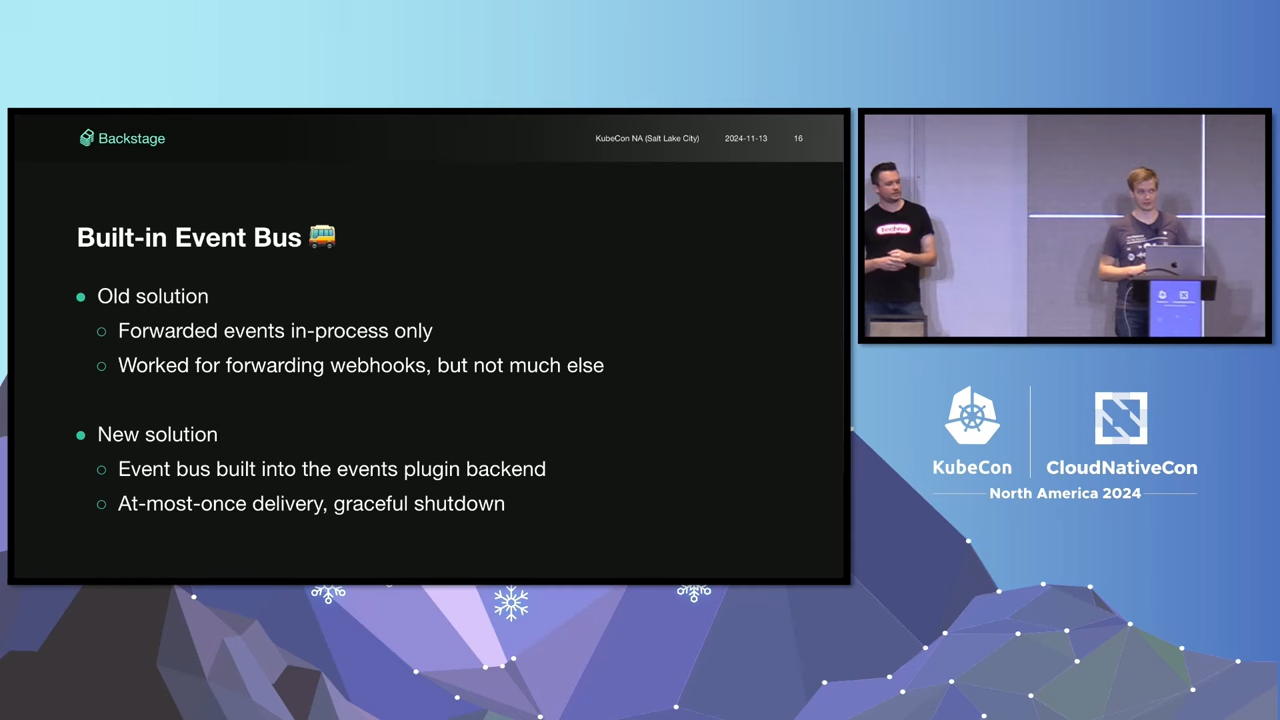 Backstage
KubeCon NA (Salt Lake City) 2024-11-13 16
Built-in Event Bus
Old solution
Forwarded events in-process only
Worked for forwarding webhooks, but not much else
New solution
Event bus built into the events plugin backend
At-most-once delivery, graceful shutdown
KubeCon CloudNativeCon
North America 2024